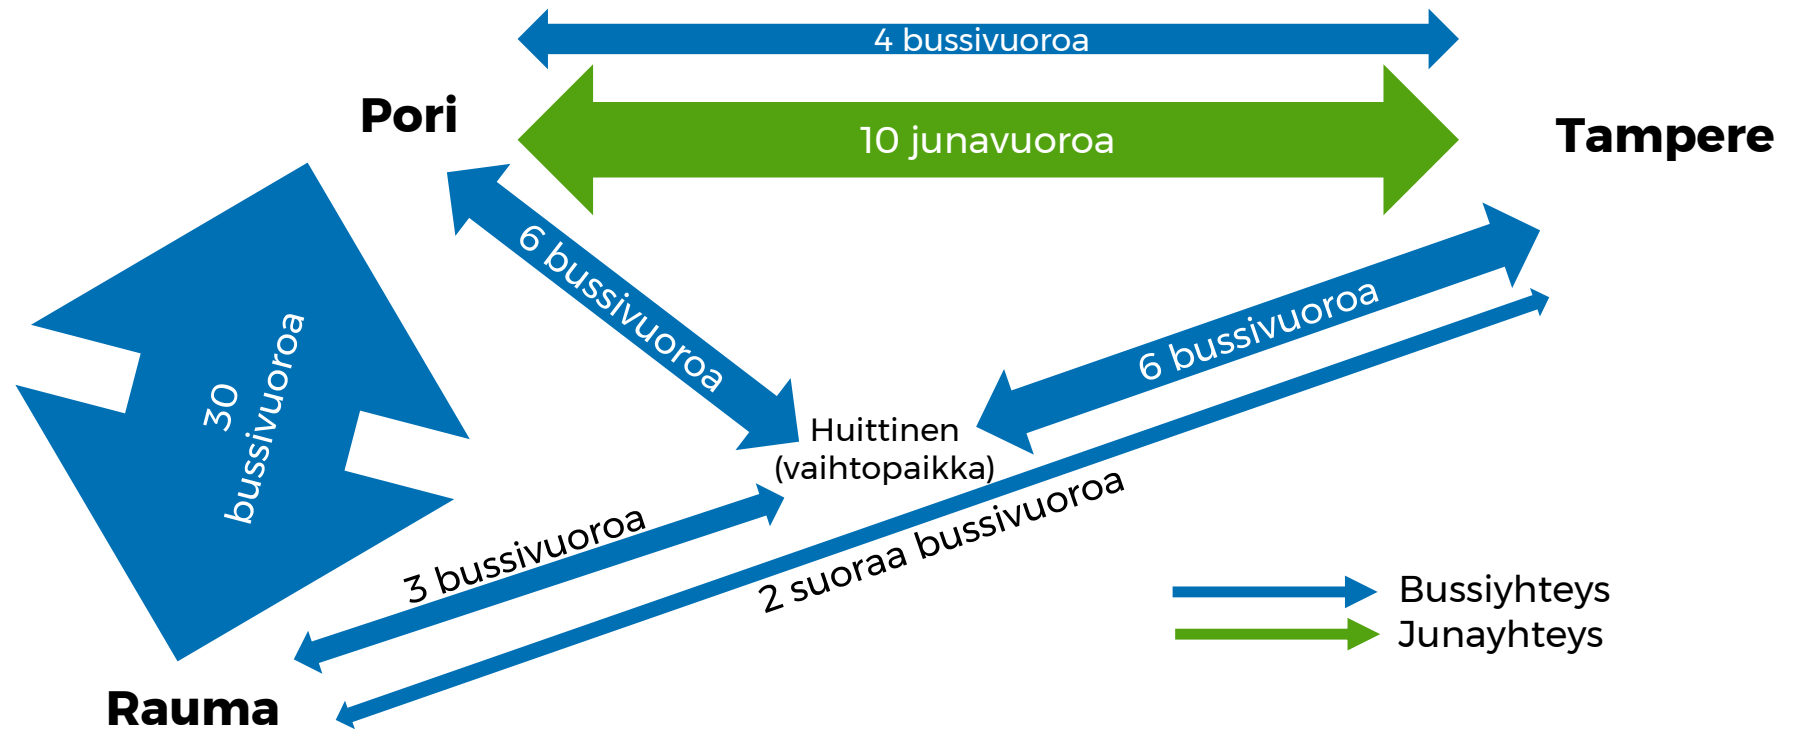 4 bussivuoroa
Pori
10 junavuoroa
Tampere
6 bussivuoroa
6 bussivuoroa
30
bussivuoroa
Huittinen
(vaihtopaikka)
3 bussivuoroa
2 suoraa bussivuoroa
Rauma
Bussiyhteys
Junayhteys